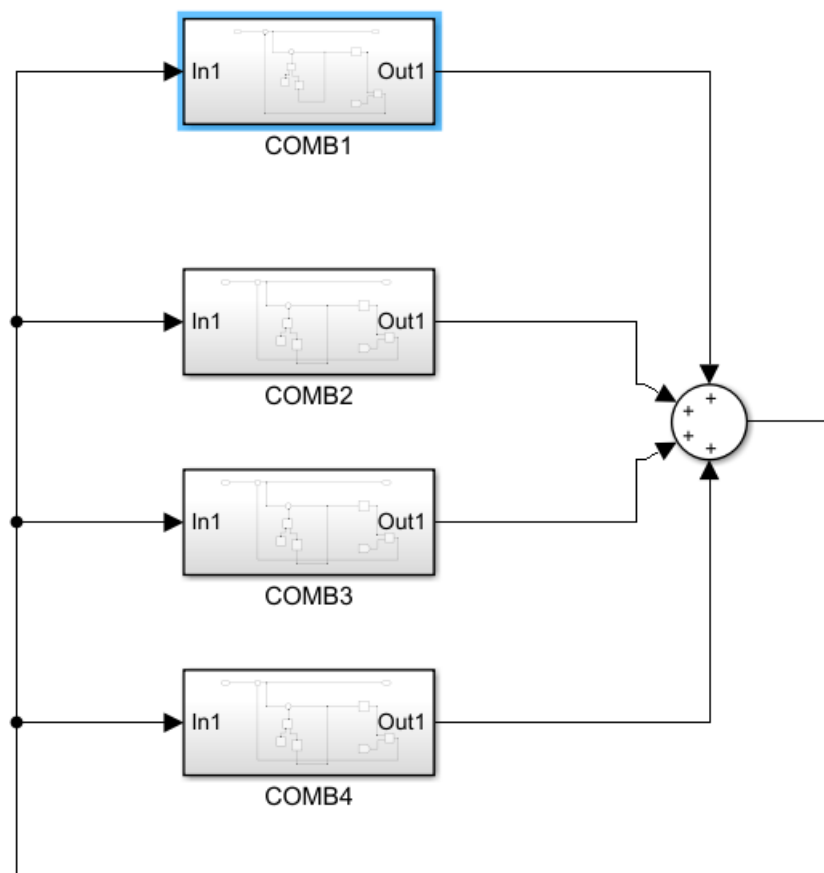 In1 Out1
COMB1
In1 Out1
COMB2
+
+
+
+
In1 Out1
COMB3
In1 Out1
COMB4